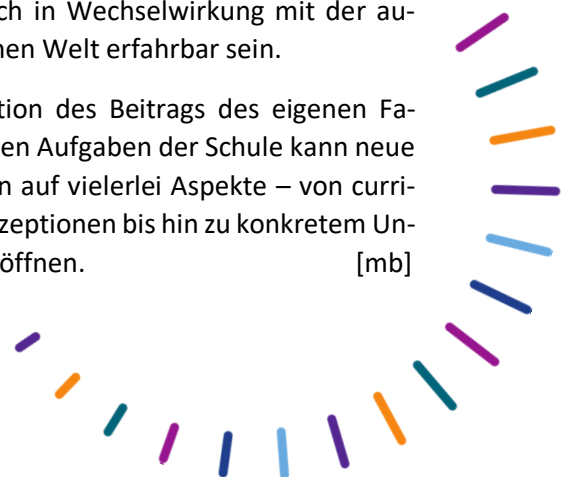 ch in Wechselwirkung mit der au-
nen Welt erfahrbar sein.
tion des Beitrags des eigenen Fa-
en Aufgaben der Schule kann neue
n auf vielerlei Aspekte – von curri-
zeptionen bis hin zu konkretem Un-
öffnen. [mb]